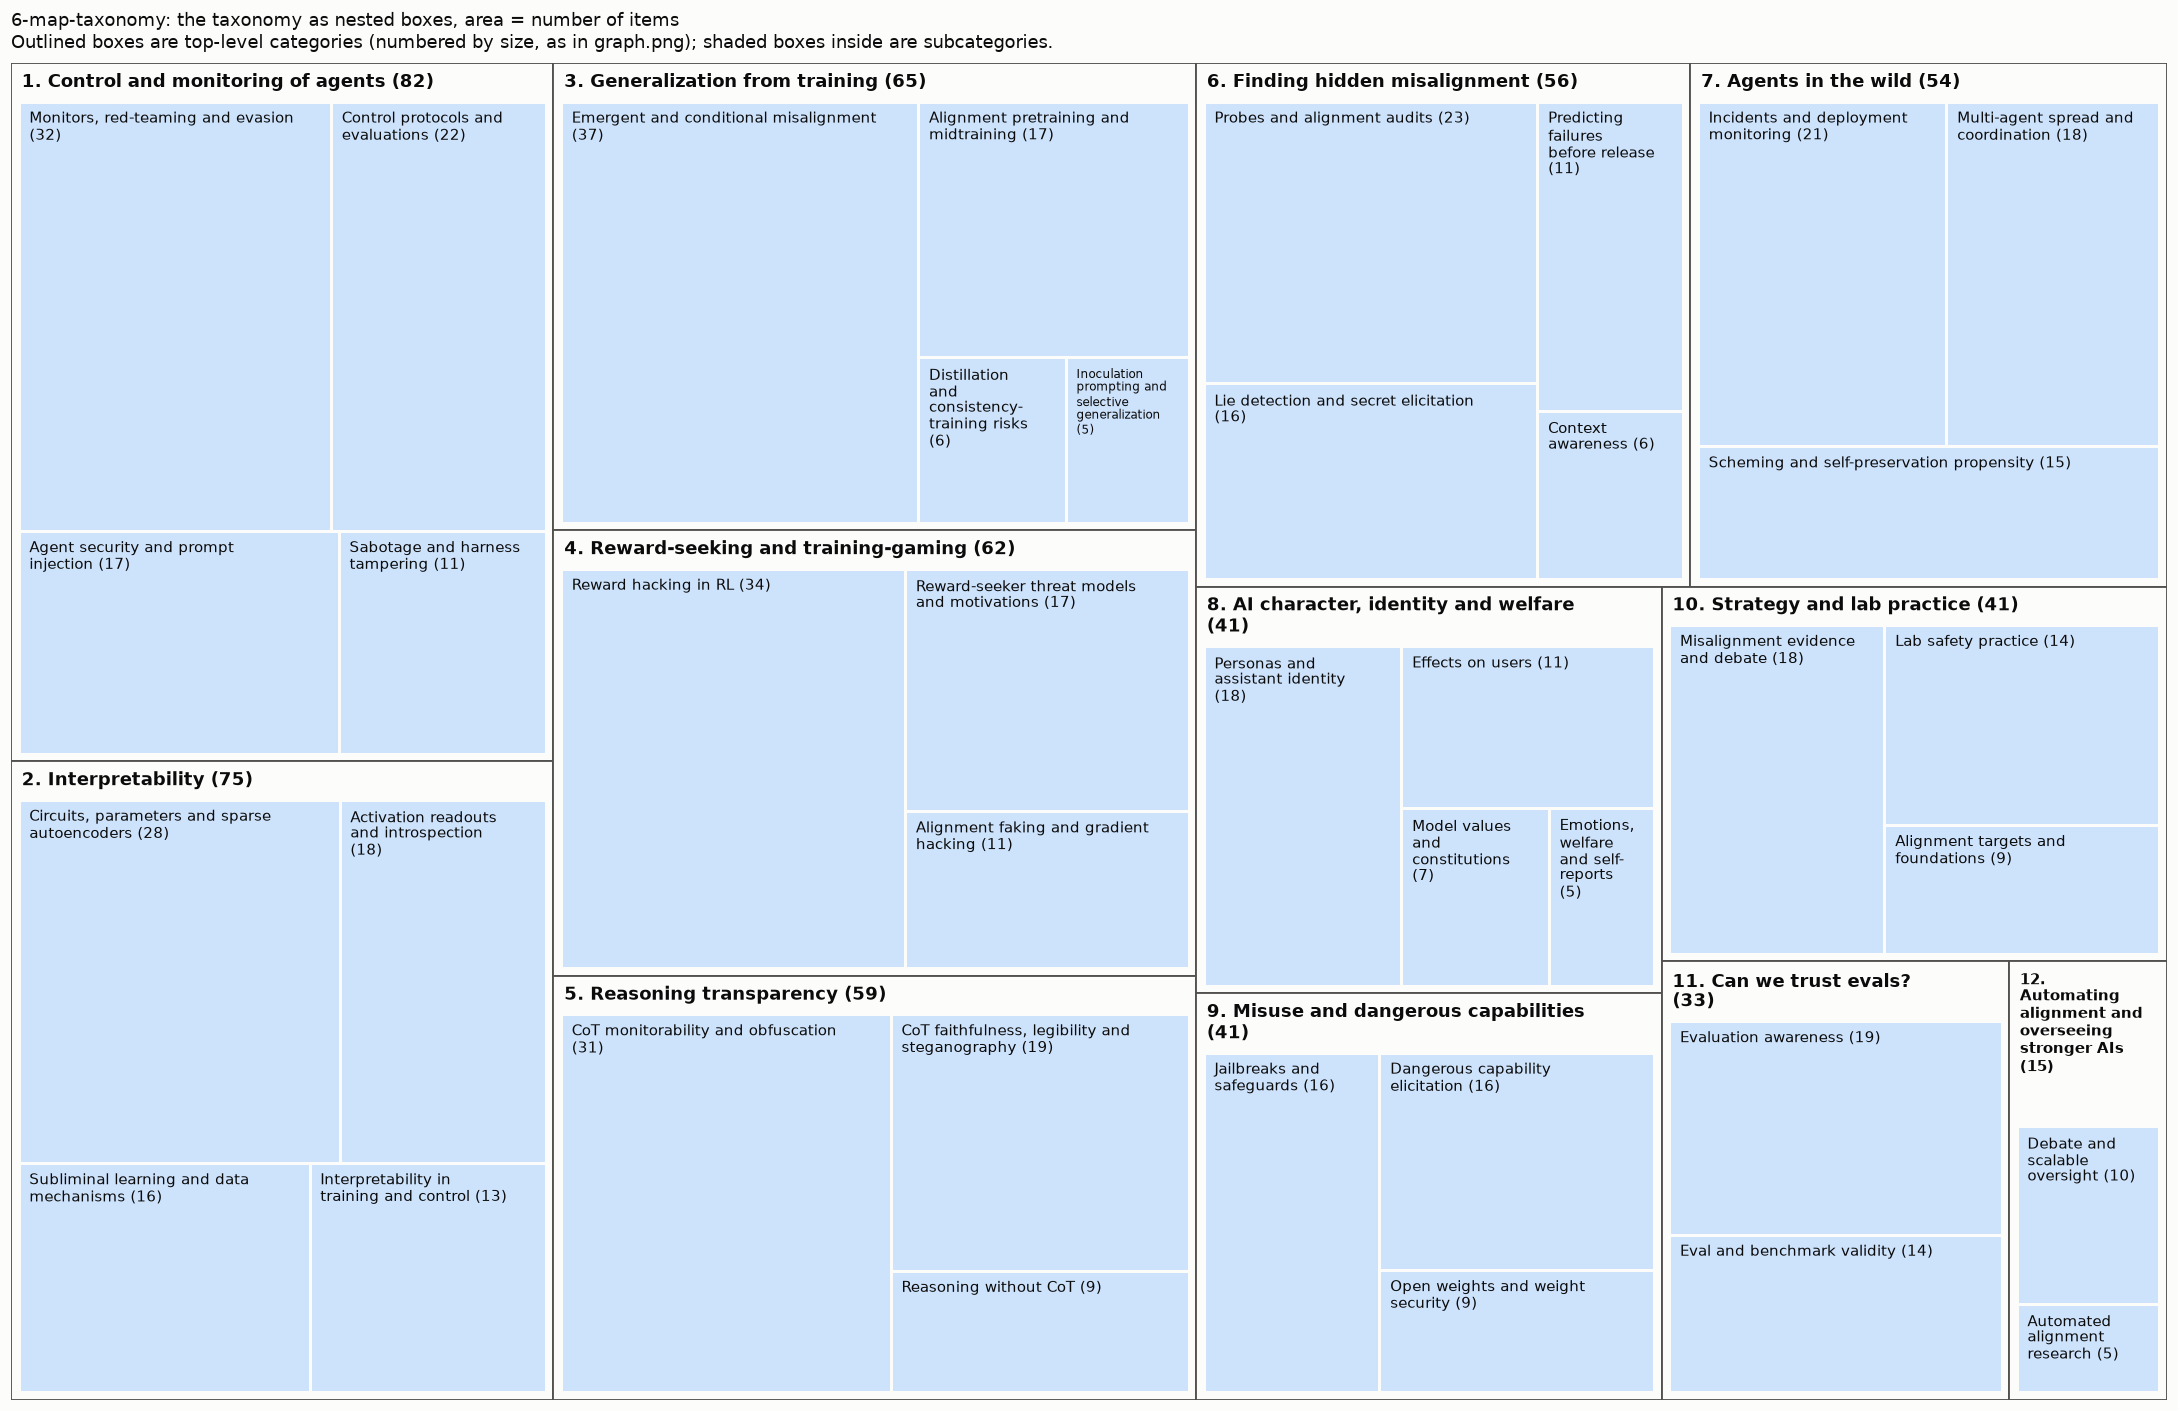 6-map-taxonomy: the taxonomy as nested boxes, area = number of items
Outlined boxes are top-level categories (numbered by size, as in graph.png); shaded boxes inside are subcategories.
1. Control and monitoring of agents (82)
Monitors, red-teaming and evasion
(32)
Control protocols and
evaluations (22)
Agent security and prompt
injection (17)
Sabotage and harness
tampering (11)
2. Interpretability (75)
Circuits, parameters and sparse
autoencoders (28)
Activation readouts
and introspection
(18)
Subliminal learning and data
mechanisms (16)
Interpretability in
training and control (13)
3. Generalization from training (65)
Emergent and conditional misalignment
(37)
Alignment pretraining and
midtraining (17)
Distillation
and
consistency-
training risks
(6)
Inoculation
prompting and
selective
generalization
(5)
4. Reward-seeking and training-gaming (62)
Reward hacking in RL (34)
Reward-seeker threat models
and motivations (17)
Alignment faking and gradient
hacking (11)
5. Reasoning transparency (59)
CoT monitorability and obfuscation
(31)
CoT faithfulness, legibility and
steganography (19)
Reasoning without CoT (9)
6. Finding hidden misalignment (56)
Probes and alignment audits (23)
Predicting
failures
before release
(11)
Lie detection and secret elicitation
(16)
Context
awareness (6)
7. Agents in the wild (54)
Incidents and deployment
monitoring (21)
Multi-agent spread and
coordination (18)
Scheming and self-preservation propensity (15)
8. AI character, identity and welfare
(41)
Personas and
assistant identity
(18)
Effects on users (11)
Model values
and
constitutions
(7)
Emotions,
welfare
and self-
reports
(5)
9. Misuse and dangerous capabilities
(41)
Jailbreaks and
safeguards (16)
Dangerous capability
elicitation (16)
Open weights and weight
security (9)
10. Strategy and lab practice (41)
Misalignment evidence
and debate (18)
Lab safety practice (14)
Alignment targets and
foundations (9)
11. Can we trust evals?
(33)
Evaluation awareness (19)
Eval and benchmark validity (14)
12.
Automating
alignment and
overseeing
stronger AIs
(15)
Debate and
scalable
oversight (10)
Automated
alignment
research (5)